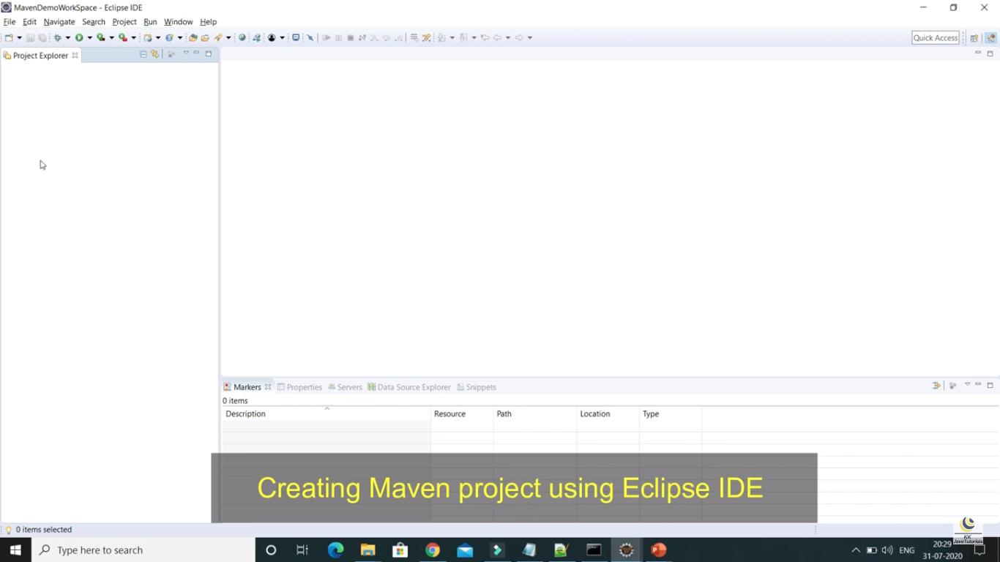 MavenDemoWorkSpace - Eclipse IDE
File Edit Navigate Search Project Run Window Help
Quick Access
Project Explorer
Markers Properties Servers Data Source Explorer Snippets
0 items
Description Resource Path Location Type
Creating Maven project using Eclipse IDE
0 items selected
KK
JavaTutorials
Type here to search
ENG
20:29
31-07-2020